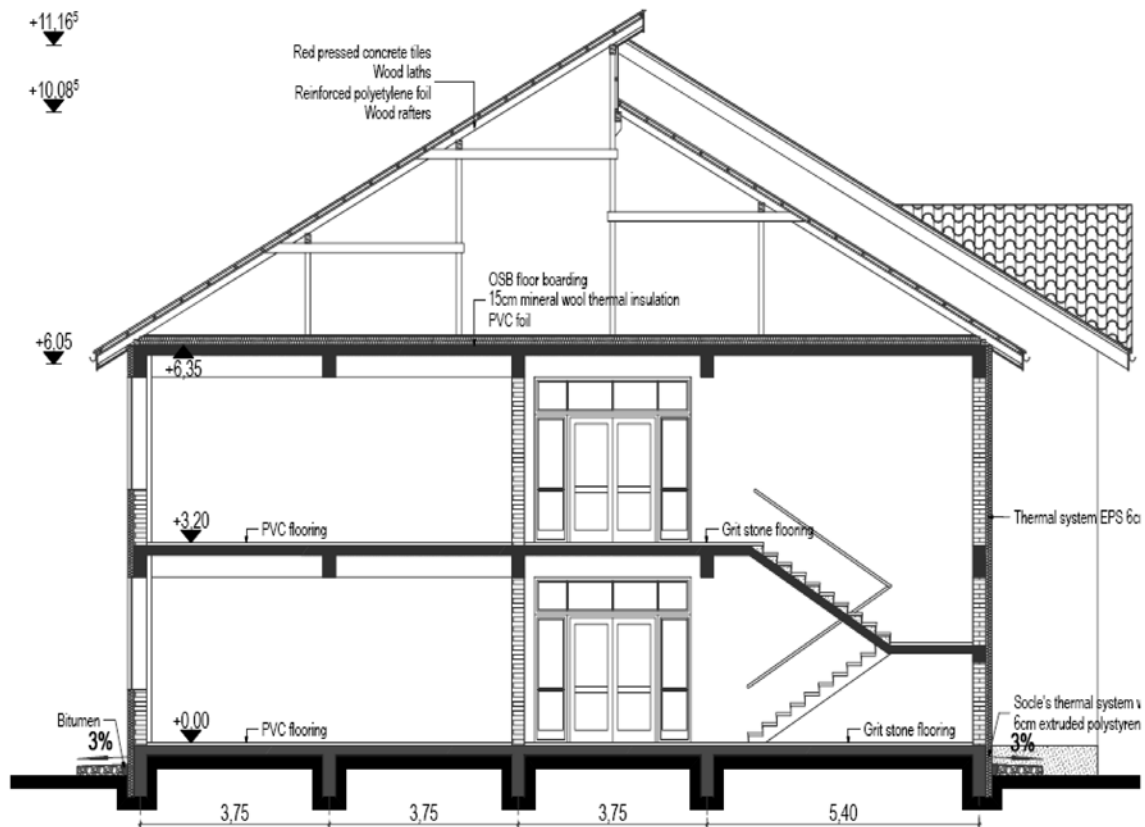 +11,16⁵
Red pressed concrete tiles
Wood laths
+10,08⁵
Reinforced polyetylene foil
Wood rafters
OSB floor boarding
15cm mineral wool thermal insulation
PVC foil
+6,05
+6,35
+3,20
PVC flooring
Grit stone flooring
Thermal system EPS 6c
Socle's thermal system
6cm extruded polystyren
+0,00
Bitumen
3%
PVC flooring
Grit stone flooring
3%
3,75
3,75
3,75
5,40